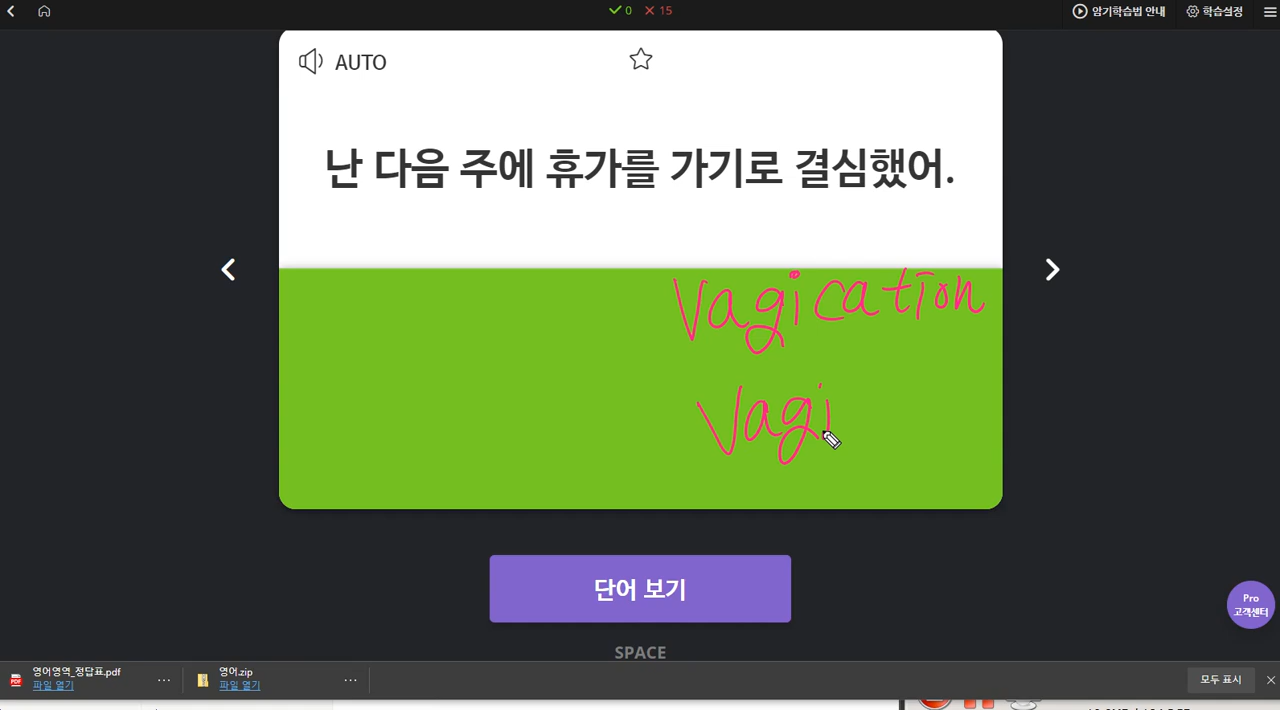 0 15 암기학습법 안내 학습설정
AUTO
난 다음 주에 휴가를 가기로 결심했어.
Vagication
Vagi
단어 보기
Pro
고객센터
SPACE
영어영역_정답표.pdf
파일 열기
영어.zip
파일 열기
모두 표시